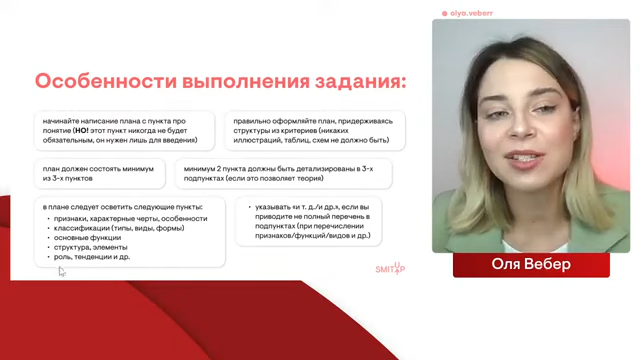 olya.veberr
Особенности выполнения задания:
начинайте написание плана с пункта про
понятие (НО! этот пункт никогда не будет
обязательным, он нужен лишь для введения)
правильно оформляйте план, придерживаясь
структуры из критериев (никаких
иллюстраций, таблиц, схем не должно быть)
план должен состоять минимум
из 3-х пунктов
минимум 2 пункта должны быть детализированы в 3-х
подпунктах (если это позволяет теория)
в плане следует осветить следующие пункты:
• признаки, характерные черты, особенности
• классификации (типы, виды, формы)
• основные функции
• структура, элементы
• роль, тенденции и др.
• указывать «и т. д./и др.», если вы
приводите не полный перечень в
подпунктах (при перечислении
признаков/функций/видов и др.)
SMITUP
Оля Вебер